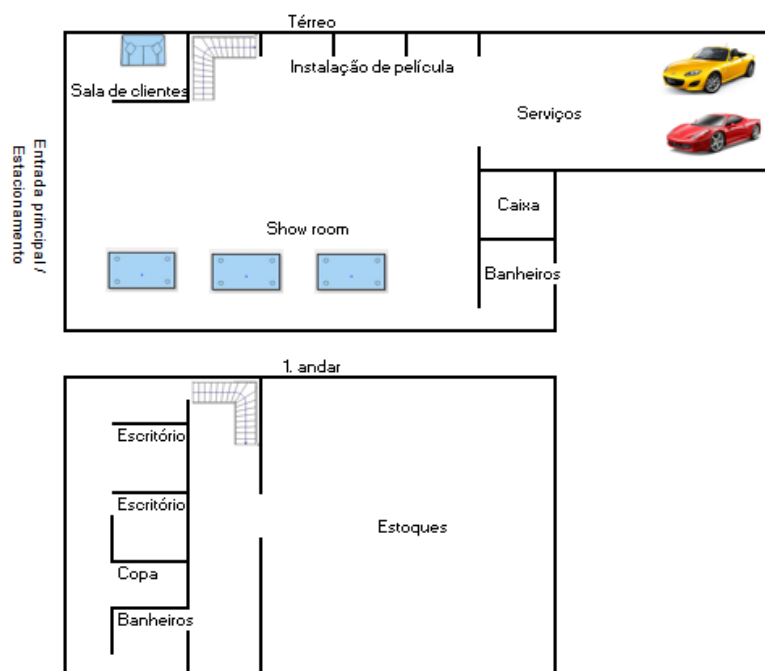 Térreo
Instalação de película
Sala de clientes
Serviços
Entrada principal /
Estacionamento
Caixa
Show room
Banheiros
1. andar
Escritório
Escritório
Estoques
Copa
Banheiros